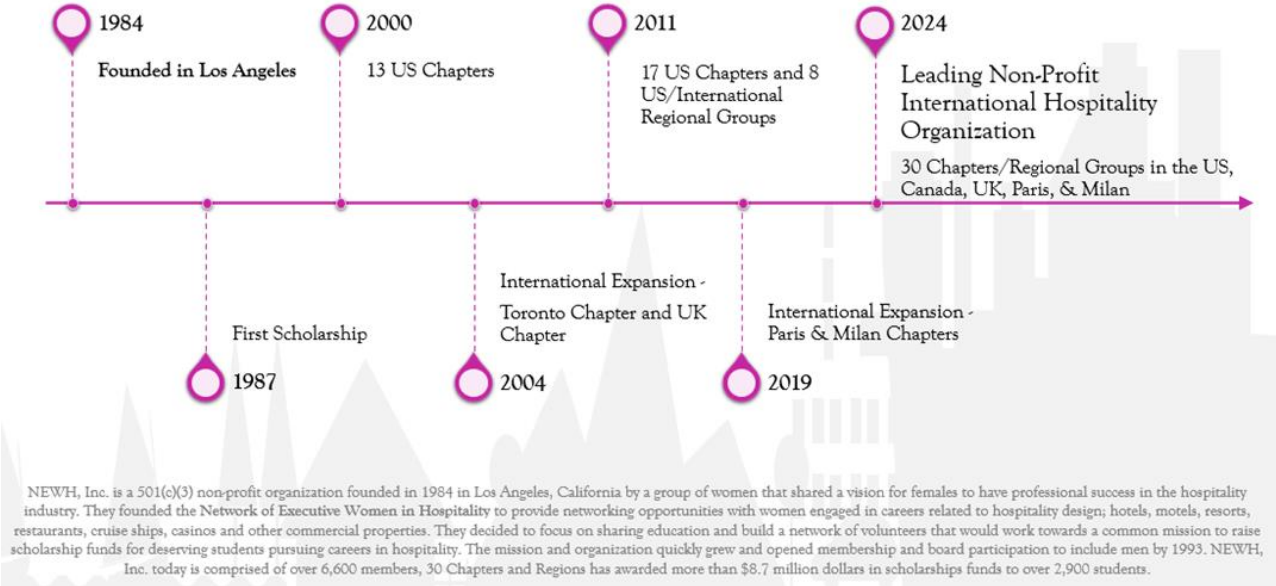 1984
Founded in Los Angeles
2000
13 US Chapters
2011
17 US Chapters and 8
US/International
Regional Groups
2024
Leading Non-Profit
International Hospitality
Organization
30 Chapters/Regional Groups in the US,
Canada, UK, Paris, & Milan
First Scholarship
1987
International Expansion -
Toronto Chapter and UK
Chapter
2004
International Expansion -
Paris & Milan Chapters
2019
NEWH, Inc. is a 501(c)(3) non-profit organization founded in 1984 in Los Angeles, California by a group of women that shared a vision for females to have professional success in the hospitality
industry. They founded the Network of Executive Women in Hospitality to provide networking opportunities with women engaged in careers related to hospitality design; hotels, motels, resorts,
restaurants, cruise ships, casinos and other commercial properties. They decided to focus on sharing education and build a network of volunteers that would work towards a common mission to raise
scholarship funds for deserving students pursuing careers in hospitality. The mission and organization quickly grew and opened membership and board participation to include men by 1993. NEWH,
Inc. today is comprised of over 6,600 members, 30 Chapters and Regions has awarded more than $8.7 million dollars in scholarships funds to over 2,900 students.